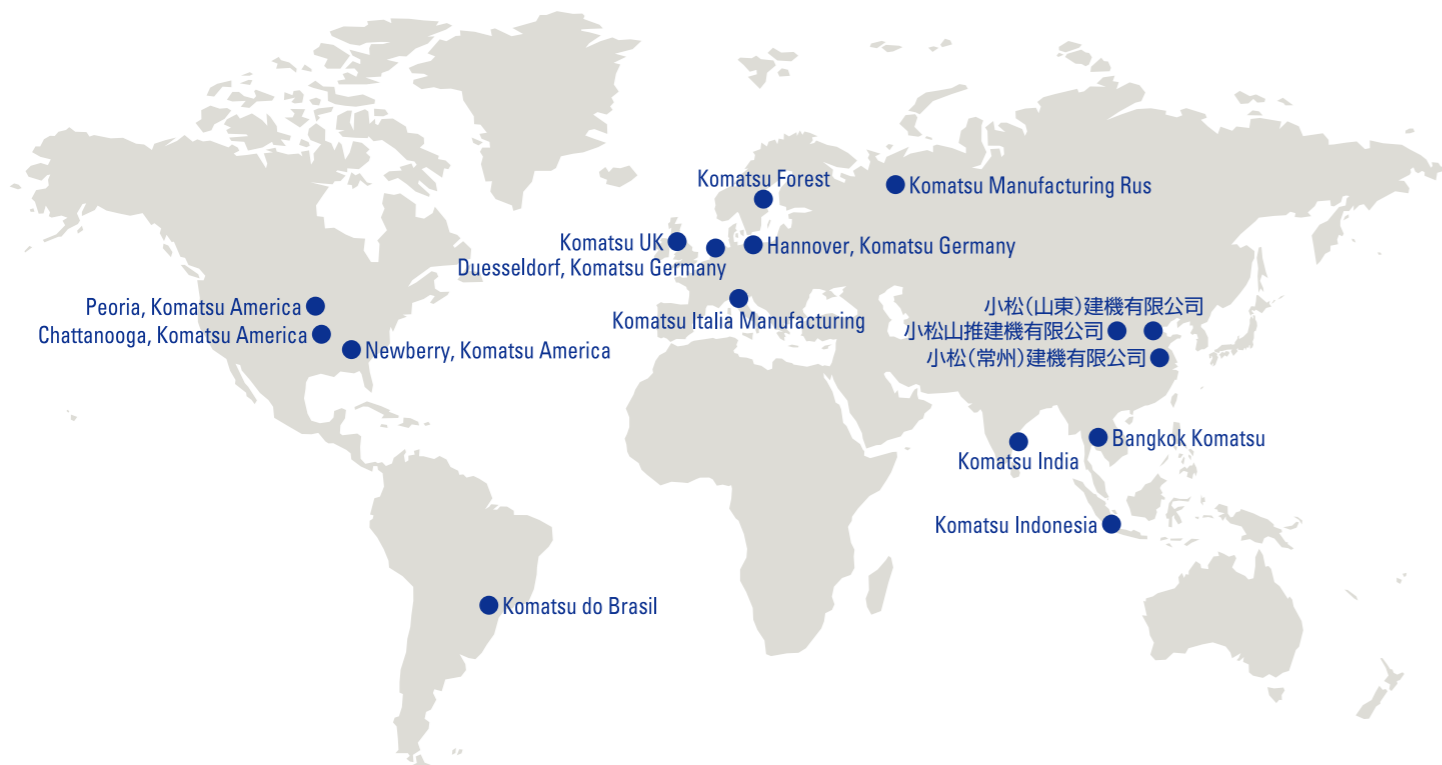 Komatsu Forest
Komatsu Manufacturing Rus
Komatsu UK
Hannover, Komatsu Germany
Duesseldorf, Komatsu Germany
Peoria, Komatsu America
小松(山東)建機有限公司
Komatsu Italia Manufacturing
小松山推建機有限公司
Chattanooga, Komatsu America
Newberry, Komatsu America
小松(常州)建機有限公司
Bangkok Komatsu
Komatsu India
Komatsu Indonesia
Komatsu do Brasil